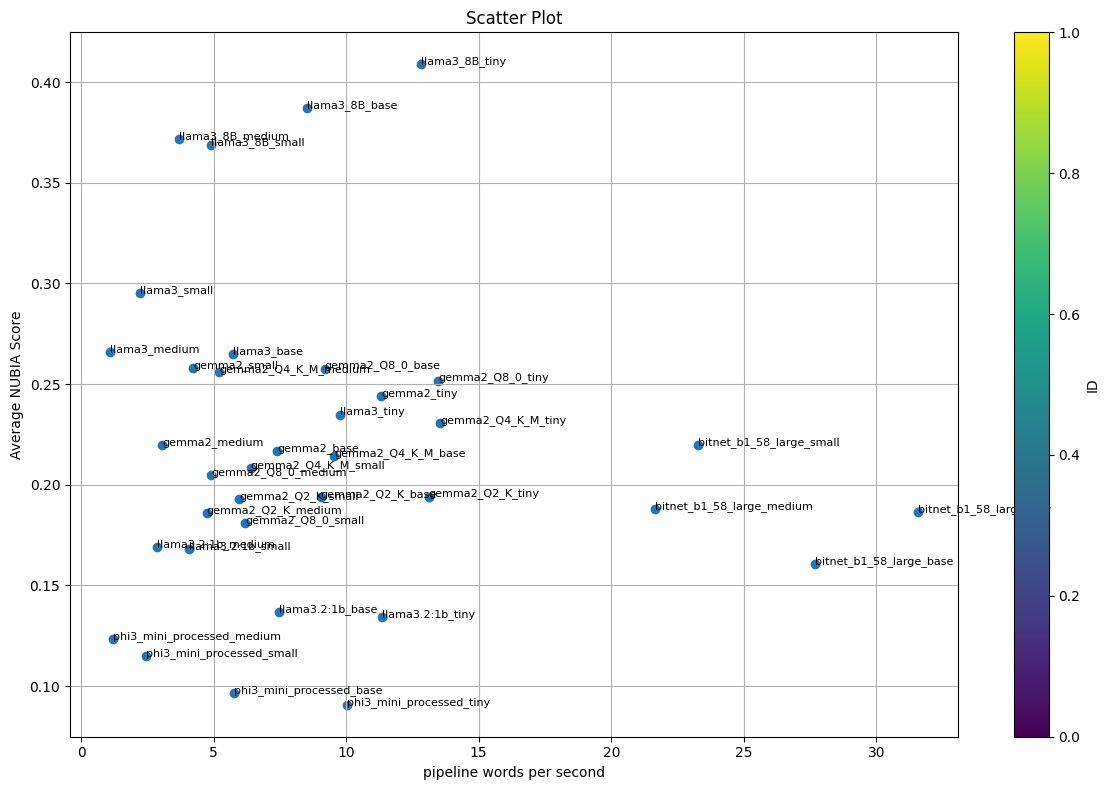 Scatter Plot
1.0
0.40
llama3_8B_tiny
llama3_8B_base
llama3_8B_medium
llama3_8B_small
0.35
0.8
0.30
llama3_small
0.6
llama3_medium
llama3_base
gemma2_small
gemma2_Q8_0_base
gemma2_Q4_K_M_medium
0.25
gemma2_Q8_0_tiny
gemma2_tiny
llama3_tiny
gemma2_Q4_K_M_tiny
Average NUBIA Score
ID
gemma2_medium
bitnet_b1_58_large_small
gemma2_base
gemma2_Q4_K_M_base
0.4
gemma2_Q4_K_M_small
gemma2_Q8_0_medium
0.20
gemma2_Q2_K_small
gemma2_Q2_K_base
gemma2_Q2_K_tiny
gemma2_Q2_K_medium
bitnet_b1_58_large_medium
bitnet_b1_58_larg
gemma2_Q8_0_small
llama3.2:1b_medium
llama3.2:1b_small
bitnet_b1_58_large_base
0.15
0.2
llama3.2:1b_base
llama3.2:1b_tiny
phi3_mini_processed_medium
phi3_mini_processed_small
0.10
phi3_mini_processed_base
phi3_mini_processed_tiny
0.0
0 5 10 15 20 25 30
pipeline words per second